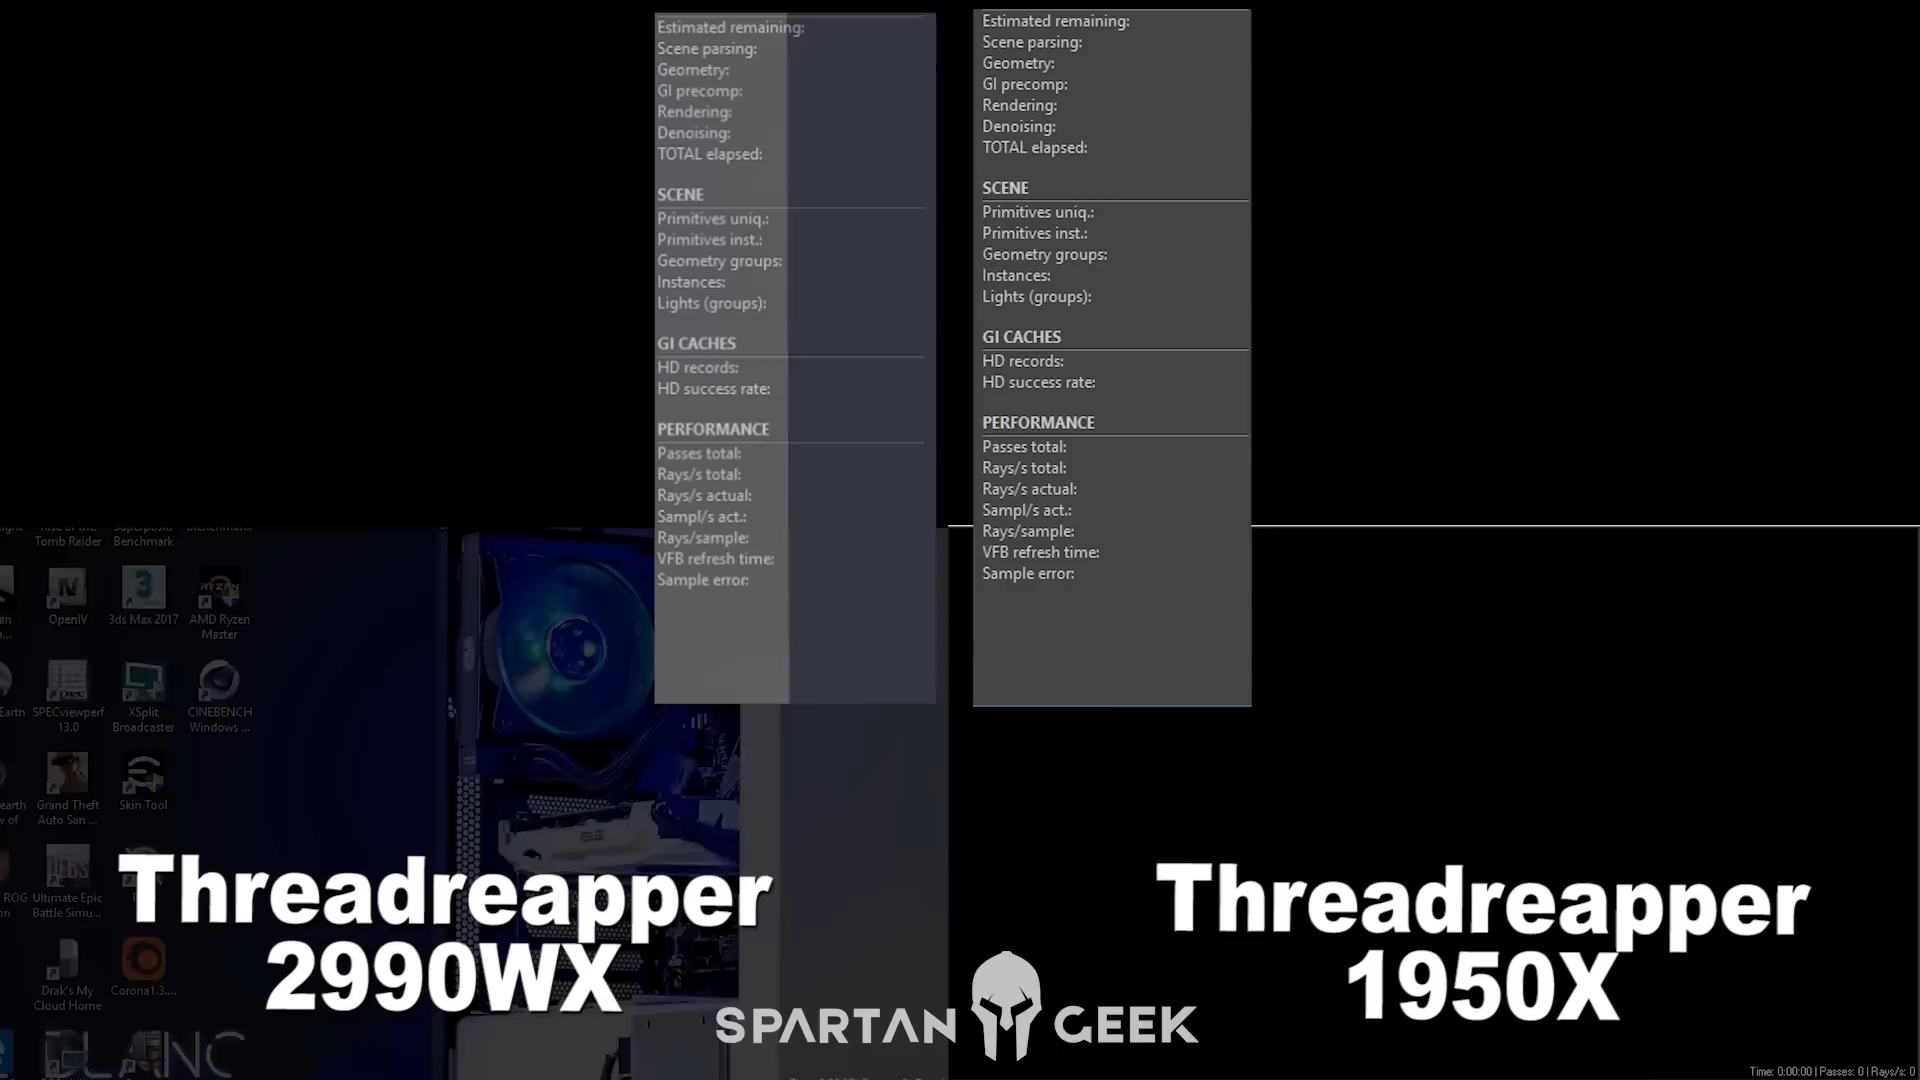 Estimated remaining:
Scene parsing:
Geometry:
GI precomp:
Rendering:
Denoising:
TOTAL elapsed:
SCENE
Primitives uniq.:
Primitives inst.:
Geometry groups:
Instances:
Lights (groups):
GI CACHES
HD records:
HD success rate:
PERFORMANCE
Passes total:
Rays/s total:
Rays/s actual:
Sampl/s act.:
Rays/sample:
VFB refresh time:
Sample error:
Estimated remaining:
Scene parsing:
Geometry:
GI precomp:
Rendering:
Denoising:
TOTAL elapsed:
SCENE
Primitives uniq.:
Primitives inst.:
Geometry groups:
Instances:
Lights (groups):
GI CACHES
HD records:
HD success rate:
PERFORMANCE
Passes total:
Rays/s total:
Rays/s actual:
Sampl/s act.:
Rays/sample:
VFB refresh time:
Sample error:
Tomb Raider
Benchmark
OpenIV
3ds Max 2017
RYZEN
AMD Ryzen
Master
Earth
SPECviewperf
13.0
XSplit
Broadcaster
CINEBENCH
Windows ...
earth
Grand Theft
Auto San ...
Skin Tool
ROG
Ultimate Epic
Battle Simu...
Drak's My
Cloud Home
Corona1.3....
ASUS
Threadreapper
2990WX
Threadreapper
1950X
SPARTAN GEEK
Time: 0:00:00 | Passes: 0 | Rays/s: 0